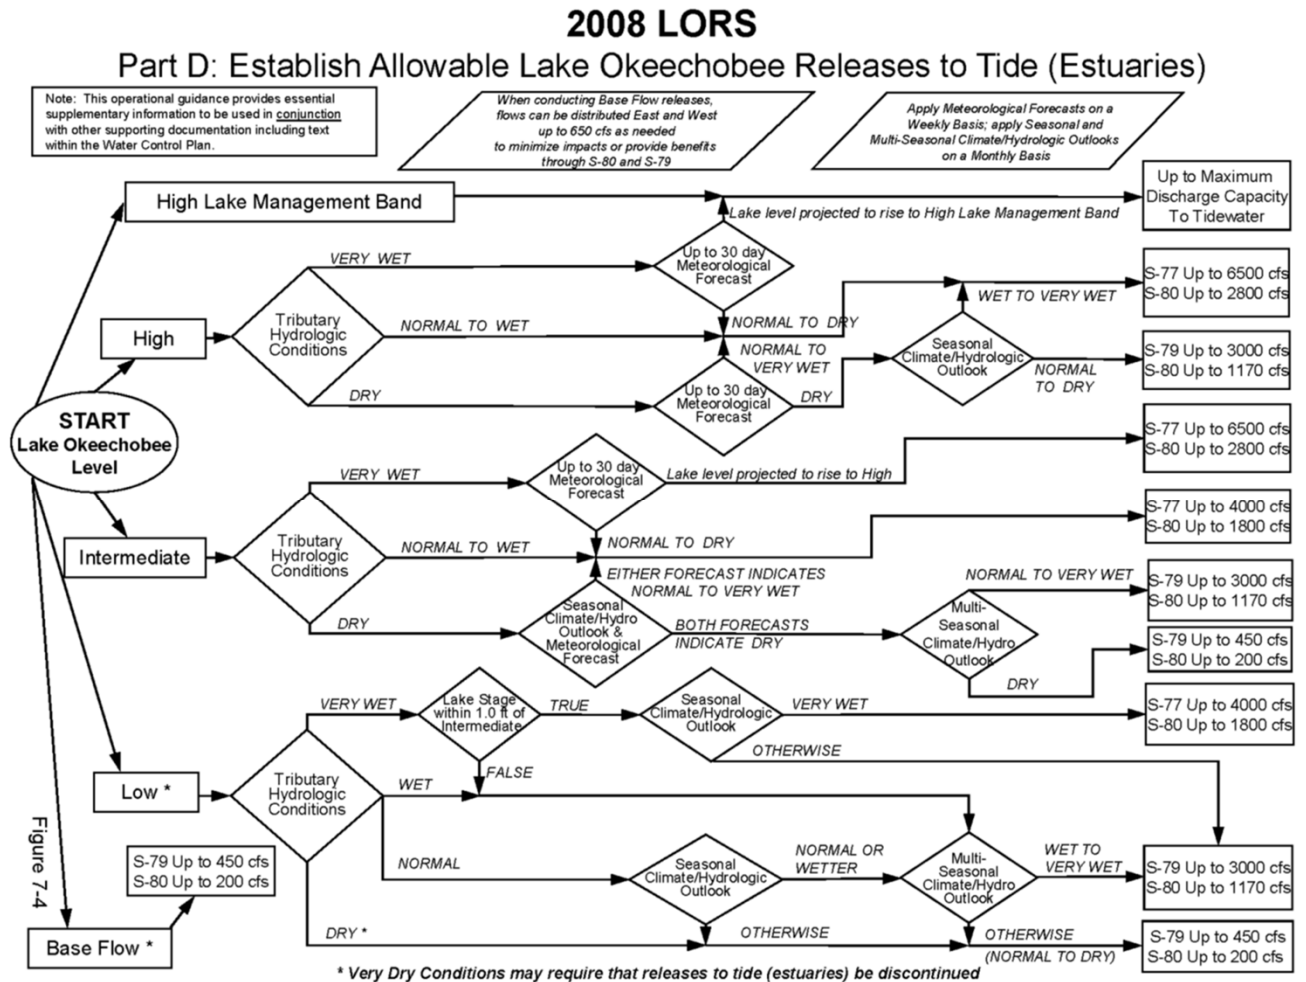 2008 LORS
Part D: Establish Allowable Lake Okeechobee Releases to Tide (Estuaries)
Note: This operational guidance provides essential
supplementary information to be used in conjunction
with other supporting documentation including text
within the Water Control Plan.
When conducting Base Flow releases,
flows can be distributed East and West
up to 650 cfs as needed
to minimize impacts or provide benefits
through S-80 and S-79
Apply Meteorological Forecasts on a
Weekly Basis; apply Seasonal and
Multi-Seasonal Climate/Hydrologic Outlooks
on a Monthly Basis
High Lake Management Band
Lake level projected to rise to High Lake Management Band
Up to Maximum
Discharge Capacity
To Tidewater
START
Lake Okeechobee
Level
High
Tributary
Hydrologic
Conditions
VERY WET
Up to 30 day
Meteorological
Forecast
NORMAL TO WET
NORMAL TO DRY
NORMAL TO
VERY WET
DRY
Up to 30 day
Meteorological
Forecast
DRY
Seasonal
Climate/Hydrologic
Outlook
WET TO VERY WET
NORMAL
TO DRY
S-77 Up to 6500 cfs
S-80 Up to 2800 cfs
S-79 Up to 3000 cfs
S-80 Up to 1170 cfs
Intermediate
Tributary
Hydrologic
Conditions
VERY WET
Up to 30 day
Meteorological
Forecast
Lake level projected to rise to High
S-77 Up to 6500 cfs
S-80 Up to 2800 cfs
NORMAL TO WET
NORMAL TO DRY
S-77 Up to 4000 cfs
S-80 Up to 1800 cfs
EITHER FORECAST INDICATES
NORMAL TO VERY WET
DRY
Seasonal
Climate/Hydro
Outlook &
Meteorological
Forecast
BOTH FORECASTS
INDICATE DRY
Multi-
Seasonal
Climate/Hydro
Outlook
NORMAL TO VERY WET
S-79 Up to 3000 cfs
S-80 Up to 1170 cfs
DRY
S-79 Up to 450 cfs
S-80 Up to 200 cfs
Low *
Tributary
Hydrologic
Conditions
VERY WET
Lake Stage
within 1.0 ft of
Intermediate
TRUE
Seasonal
Climate/Hydrologic
Outlook
VERY WET
S-77 Up to 4000 cfs
S-80 Up to 1800 cfs
OTHERWISE
FALSE
WET
NORMAL
Seasonal
Climate/Hydrologic
Outlook
NORMAL OR
WETTER
Multi-
Seasonal
Climate/Hydro
Outlook
WET TO
VERY WET
S-79 Up to 3000 cfs
S-80 Up to 1170 cfs
DRY *
OTHERWISE
OTHERWISE
(NORMAL TO DRY)
S-79 Up to 450 cfs
S-80 Up to 200 cfs
Figure 7-4
S-79 Up to 450 cfs
S-80 Up to 200 cfs
Base Flow *
* Very Dry Conditions may require that releases to tide (estuaries) be discontinued